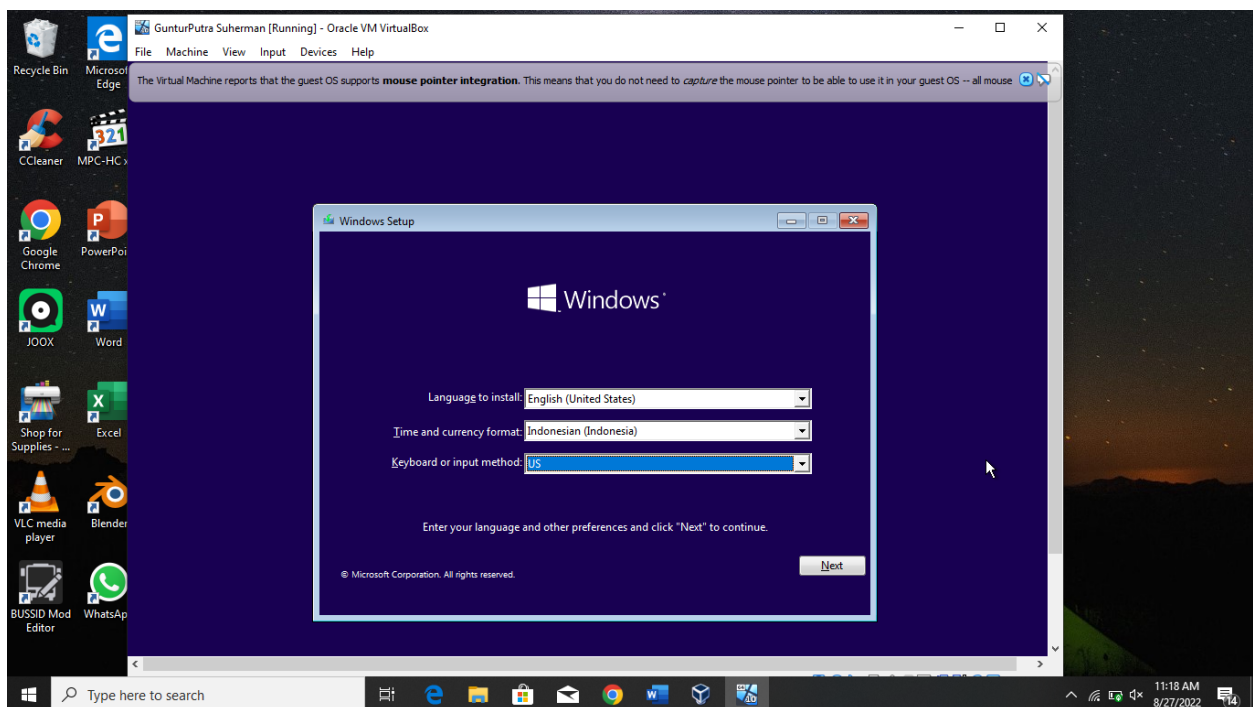 GunturPutra Suherman [Running] - Oracle VM VirtualBox
File Machine View Input Devices Help
The Virtual Machine reports that the guest OS supports mouse pointer integration. This means that you do not need to capture the mouse pointer to be able to use it in your guest OS -- all mouse
Recycle Bin
Microsof
Edge
CCleaner
MPC-HC x
Google
Chrome
PowerPoi
JOOX
Word
Shop for
Supplies - ...
Excel
VLC media
player
Blender
BUSSID Mod
Editor
WhatsAp
Windows Setup
Windows
Language to install: English (United States)
Time and currency format: Indonesian (Indonesia)
Keyboard or input method: US
Enter your language and other preferences and click "Next" to continue.
© Microsoft Corporation. All rights reserved.
Next
Type here to search
11:18 AM
8/27/2022
14